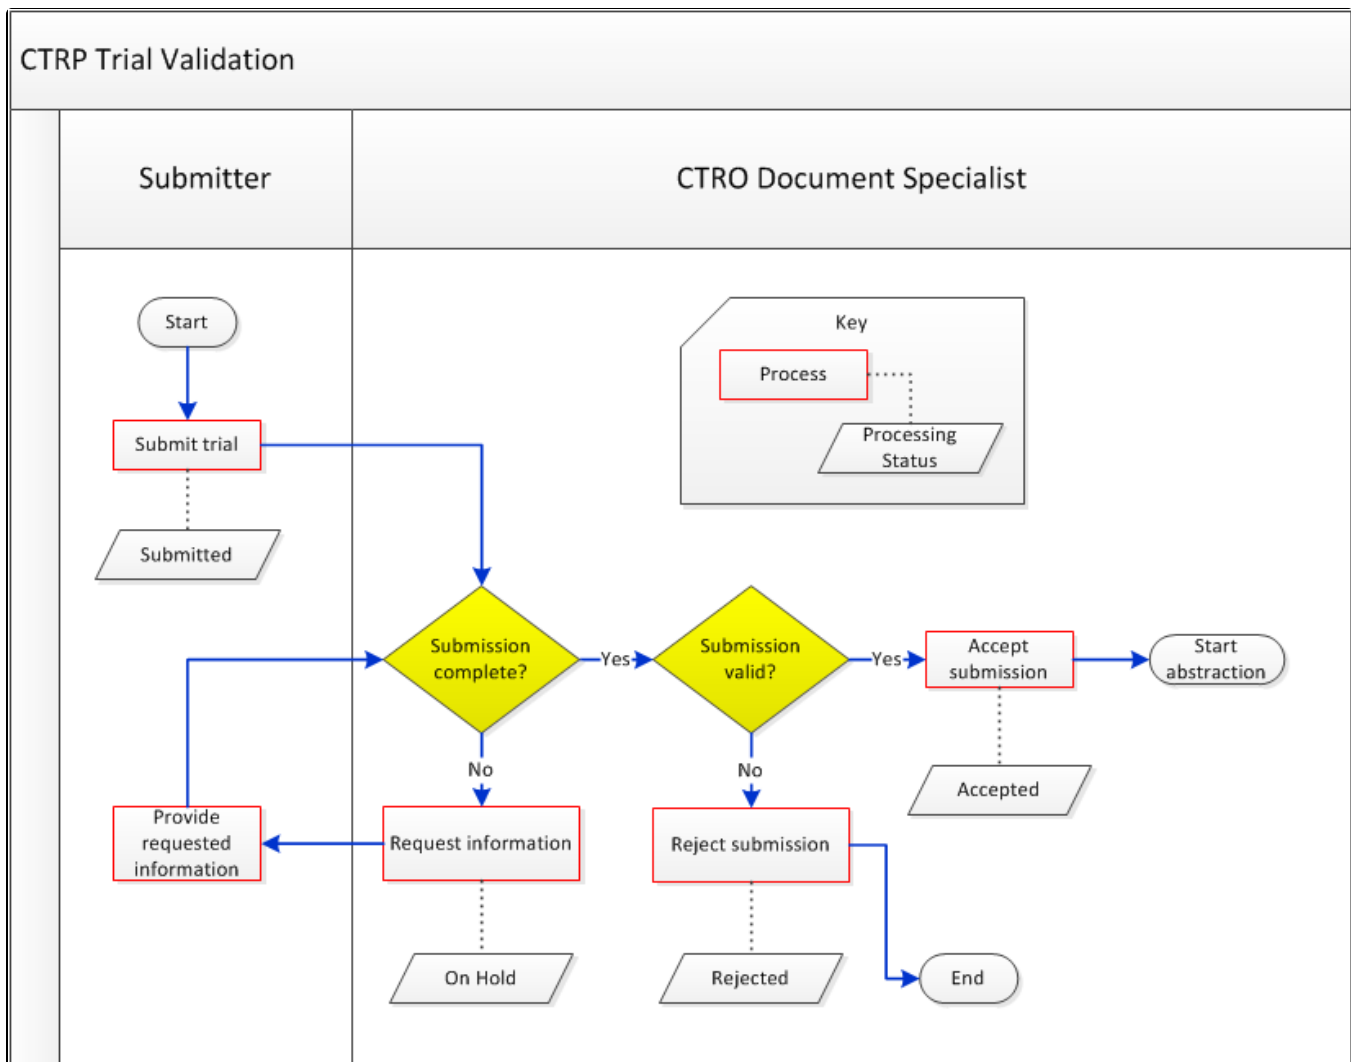 CTRP Trial Validation
Submitter
CTRO Document Specialist
Start
Key
Process
Processing
Status
Submit trial
Submitted
Submission
complete?
Yes
Submission
valid?
Yes
Accept
submission
Start
abstraction
No
No
Accepted
Provide
requested
information
Request information
Reject submission
On Hold
Rejected
End